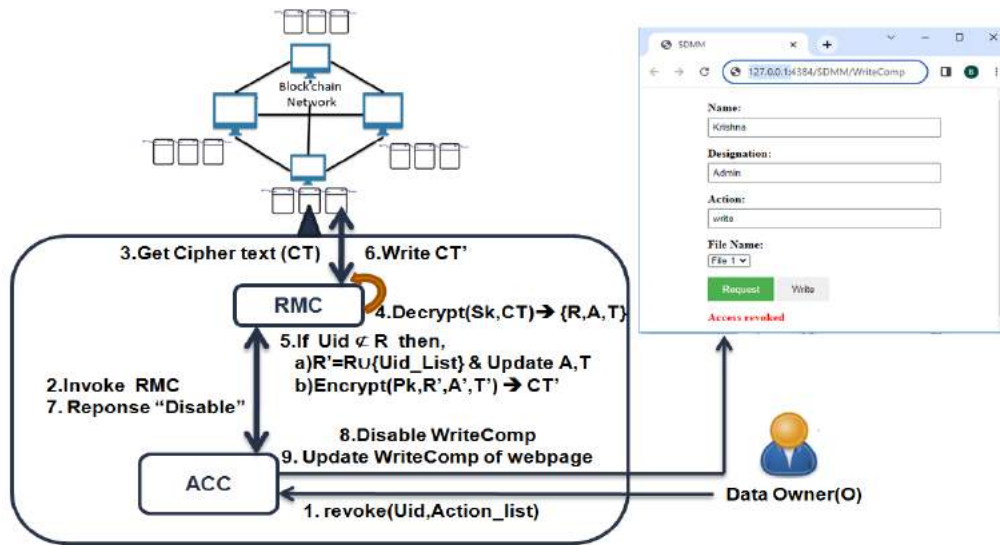 Blockchain
Network
3.Get Cipher text (CT)
6.Write CT’
RMC
4.Decrypt(Sk,CT)➔ {R,A,T}
5.If Uid ⊄ R then,
a)R’=RU{Uid_List} & Update A,T
b)Encrypt(Pk,R’,A’,T’) ➔ CT’
2.Invoke RMC
7. Reponse “Disable”
8.Disable WriteComp
9. Update WriteComp of webpage
ACC
1. revoke(Uid,Action_list)
Data Owner(O)
SDMM
127.0.0.1:4384/SDMM/WriteComp
B
Name:
Krishna
Designation:
Admin
Action:
write
File Name:
File 1
Request
Write
Access revoked